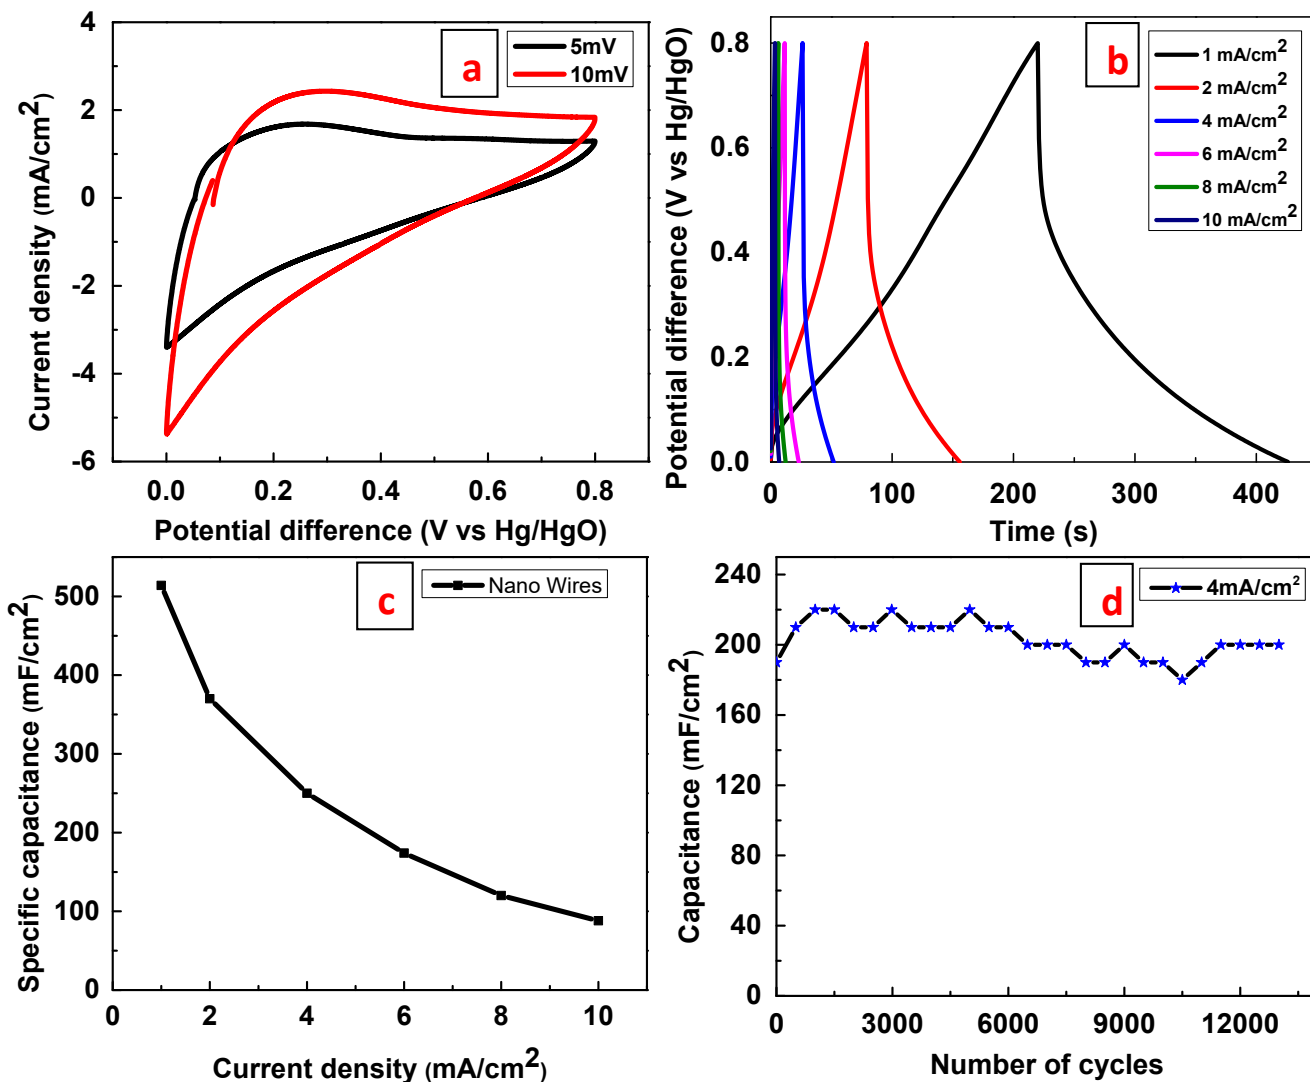 a
5mV
10mV
4
2
0
-2
-4
-6
0.0 0.2 0.4 0.6 0.8
Current density (mA/cm2)
Potential difference (V vs Hg/HgO)
b
1 mA/cm2
2 mA/cm2
4 mA/cm2
6 mA/cm2
8 mA/cm2
10 mA/cm2
0.8
0.6
0.4
0.2
0.0
0 100 200 300 400
Potential difference (V vs Hg/HgO)
Time (s)
c
Nano Wires
500
400
300
200
100
0
0 2 4 6 8 10
Specific capacitance (mF/cm2)
Current density (mA/cm2)
d
4mA/cm2
240
200
160
120
80
40
0
0 3000 6000 9000 12000
Capacitance (mF/cm2)
Number of cycles